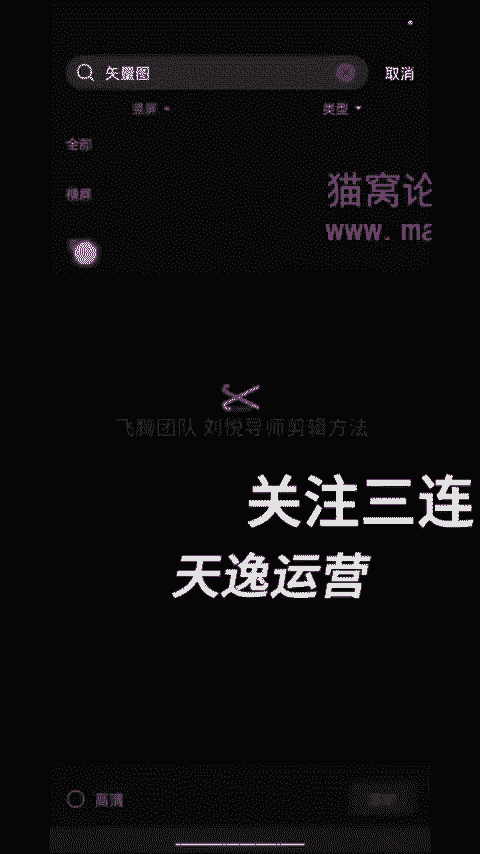 矢量图
取消
竖屏
类型
全部
横屏
猫窝论
www. ma
飞腾团队 刘悦导师剪辑方法
关注三连
天逸运营
高清